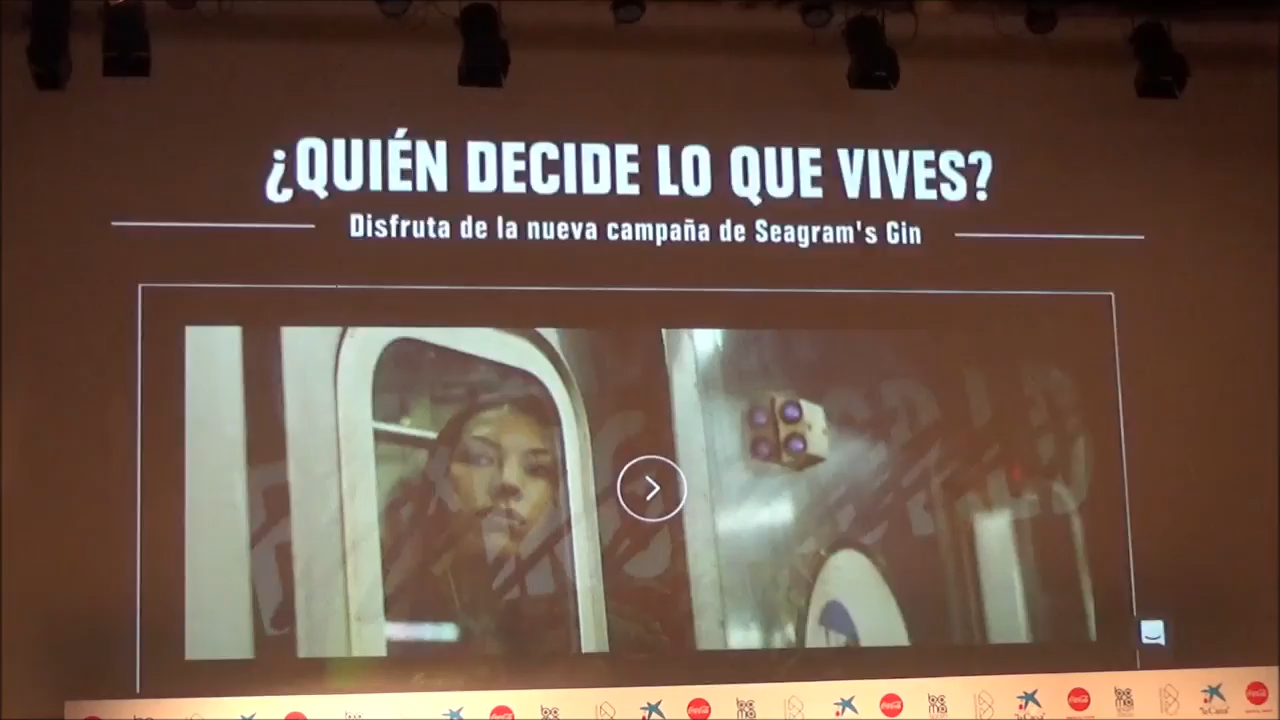 ¿QUIÉN DECIDE LO QUE VIVES?
Disfruta de la nueva campaña de Seagram's Gin